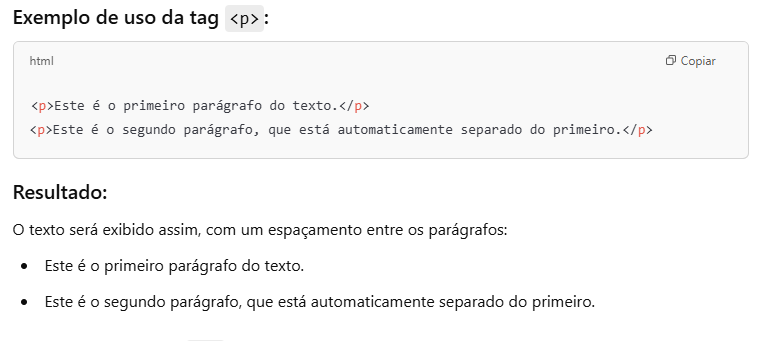 Exemplo de uso da tag <p>:
html
Copiar
<p>Este é o primeiro parágrafo do texto.</p>
<p>Este é o segundo parágrafo, que está automaticamente separado do primeiro.</p>
Resultado:
O texto será exibido assim, com um espaçamento entre os parágrafos:
• Este é o primeiro parágrafo do texto.
• Este é o segundo parágrafo, que está automaticamente separado do primeiro.